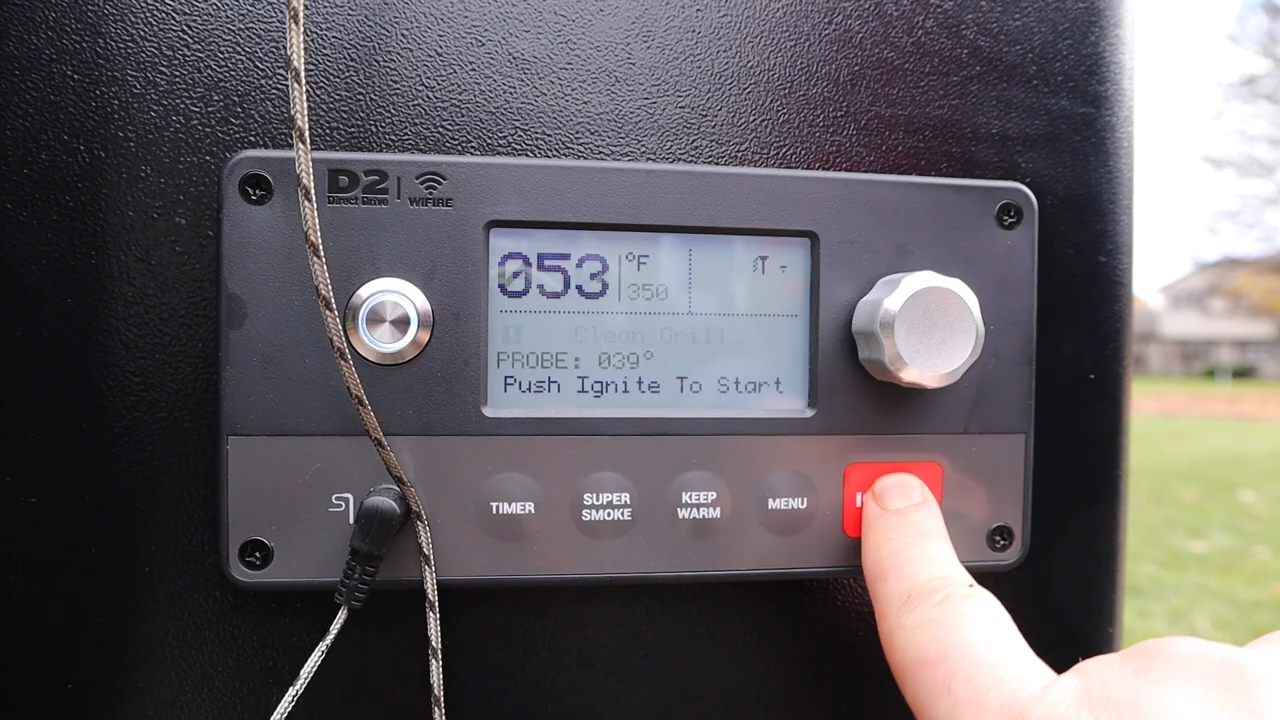 D2
Direct Drive
WiFIRE
053 °F
350
Clean Grill
PROBE: 039°
Push Ignite To Start
TIMER
SUPER
SMOKE
KEEP
WARM
MENU